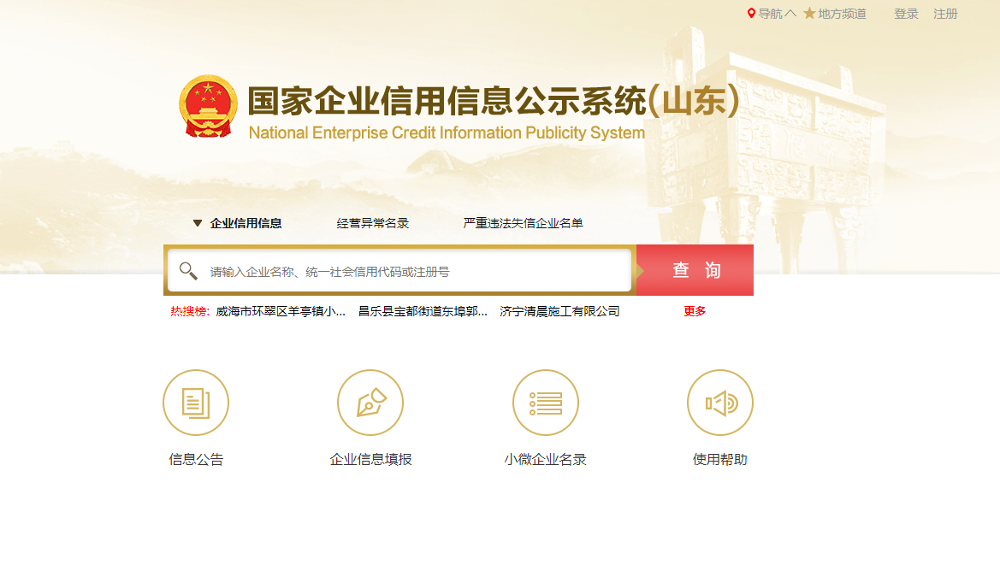 导航 地方频道 登录 注册
国家企业信用信息公示系统(山东)
National Enterprise Credit Information Publicity System
企业信用信息 经营异常名录 严重违法失信企业名单
请输入企业名称、统一社会信用代码或注册号 查 询
热搜榜: 威海市环翠区羊亭镇小... 昌乐县宝都街道东埠郭... 济宁清晨施工有限公司 更多
信息公告 企业信息填报 小微企业名录 使用帮助